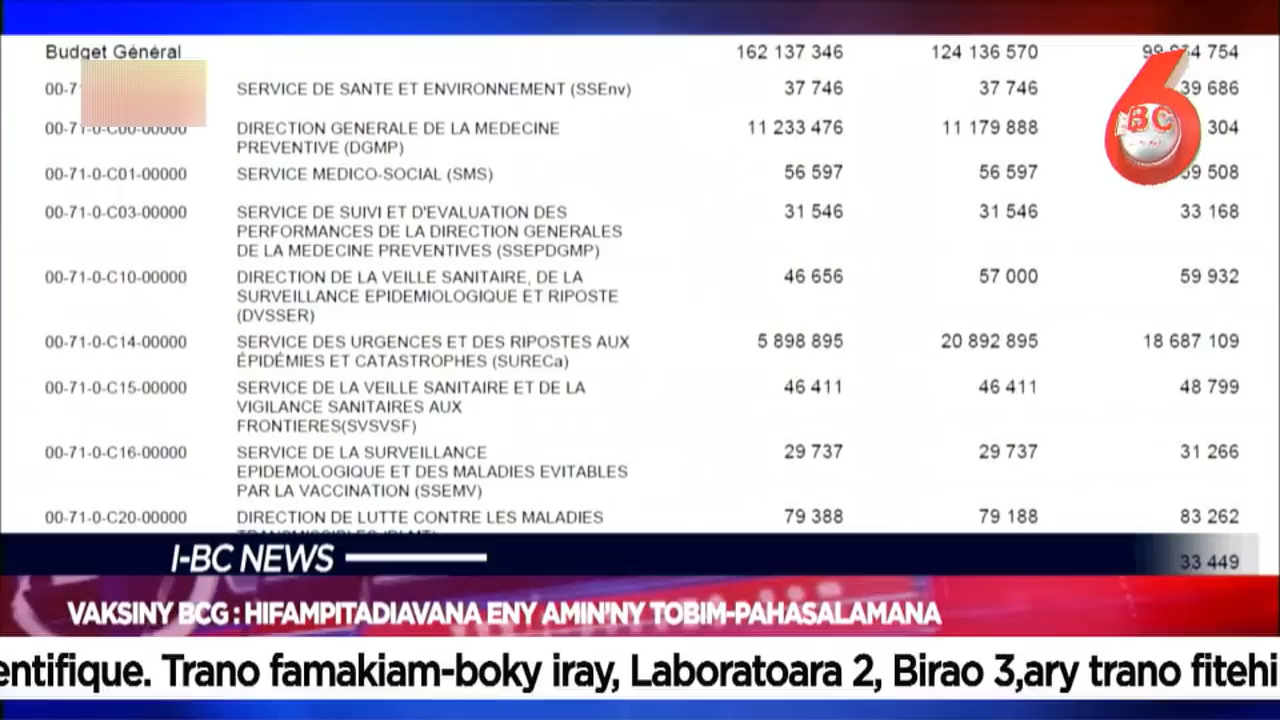 Budget Général 162 137 346 124 136 570 754
SERVICE DE SANTE ET ENVIRONNEMENT (SSEnv) 37 746 37 746 39 686
00-71-0-C00-00000 DIRECTION GENERALE DE LA MEDECINE 11 233 476 11 179 888 304
PREVENTIVE (DGMP)
BC
00-71-0-C01-00000 SERVICE MEDICO-SOCIAL (SMS) 56 597 56 597 508
00-71-0-C03-00000 SERVICE DE SUIVI ET D'EVALUATION DES 31 546 31 546 33 168
PERFORMANCES DE LA DIRECTION GENERALES
DE LA MEDECINE PREVENTIVES (SSEPDGMP)
00-71-0-C10-00000 DIRECTION DE LA VEILLE SANITAIRE, DE LA 46 656 57 000 59 932
SURVEILLANCE EPIDEMIOLOGIQUE ET RIPOSTE
(DVSSER)
00-71-0-C14-00000 SERVICE DES URGENCES ET DES RIPOSTES AUX 5 898 895 20 892 895 18 687 109
ÉPIDÉMIES ET CATASTROPHES (SURECa)
00-71-0-C15-00000 SERVICE DE LA VEILLE SANITAIRE ET DE LA 46 411 46 411 48 799
VIGILANCE SANITAIRES AUX
FRONTIERES(SVSVSF)
00-71-0-C16-00000 SERVICE DE LA SURVEILLANCE 29 737 29 737 31 266
EPIDEMOLOGIQUE ET DES MALADIES EVITABLES
PAR LA VACCINATION (SSEMV)
00-71-0-C20-00000 DIRECTION DE LUTTE CONTRE LES MALADIES 79 388 79 188 83 262
33 449
I-BC NEWS
VAKSINY BCG : HIFAMPITADIAVANA ENY AMIN'NY TOBIM-PAHASALAMANA
entifique. Trano famakiam-boky iray, Laboratoara 2, Birao 3,ary trano fitehi